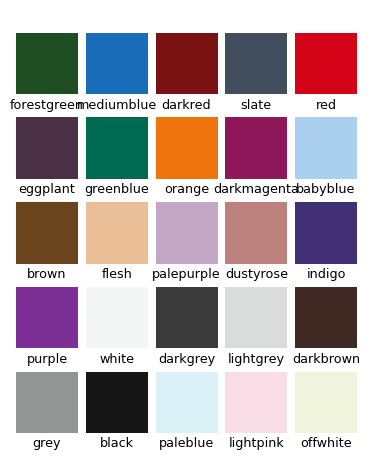 forestgreen mediumblue darkred slate red
eggplant greenblue orange darkmagenta babyblue
brown flesh palepurple dustyrose indigo
purple white darkgrey lightgrey darkbrown
grey black paleblue lightpink offwhite